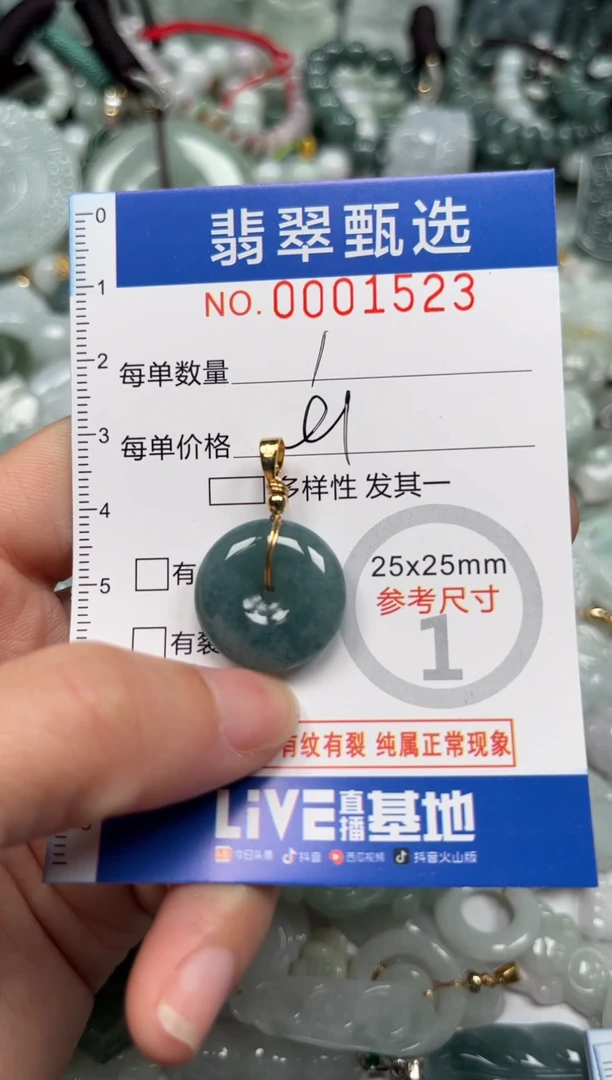 0
翡翠甄选
1
NO.0001523
2
每单数量 1
3
每单价格
多样性 发其一
4
25x25mm
5
有
参考尺寸
有裂
1
有纹有裂 纯属正常现象
LiVE直播基地
今日头条 抖音 西瓜视频 抖音火山版